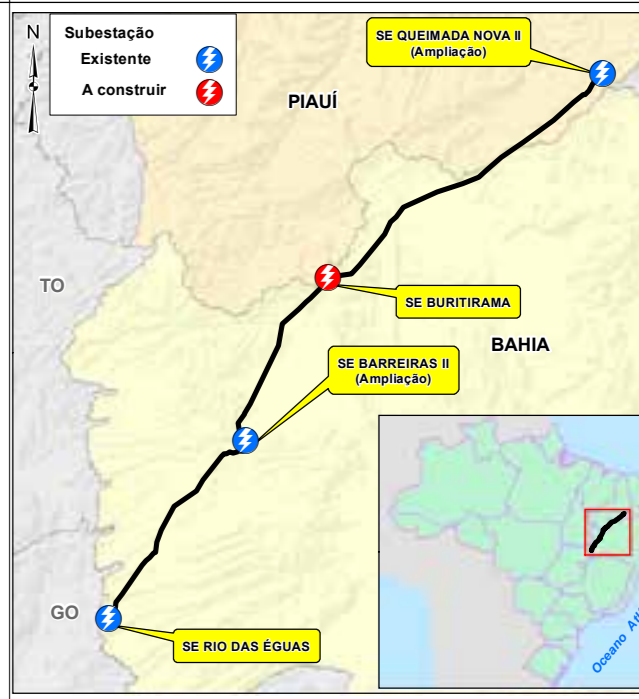 N
Subestação
Existente
A construir
SE QUEIMADA NOVA II
(Ampliação)
PIAUÍ
TO
SE BURITIRAMA
BAHIA
SE BARREIRAS II
(Ampliação)
GO
SE RIO DAS ÉGUAS
Oceano Atl